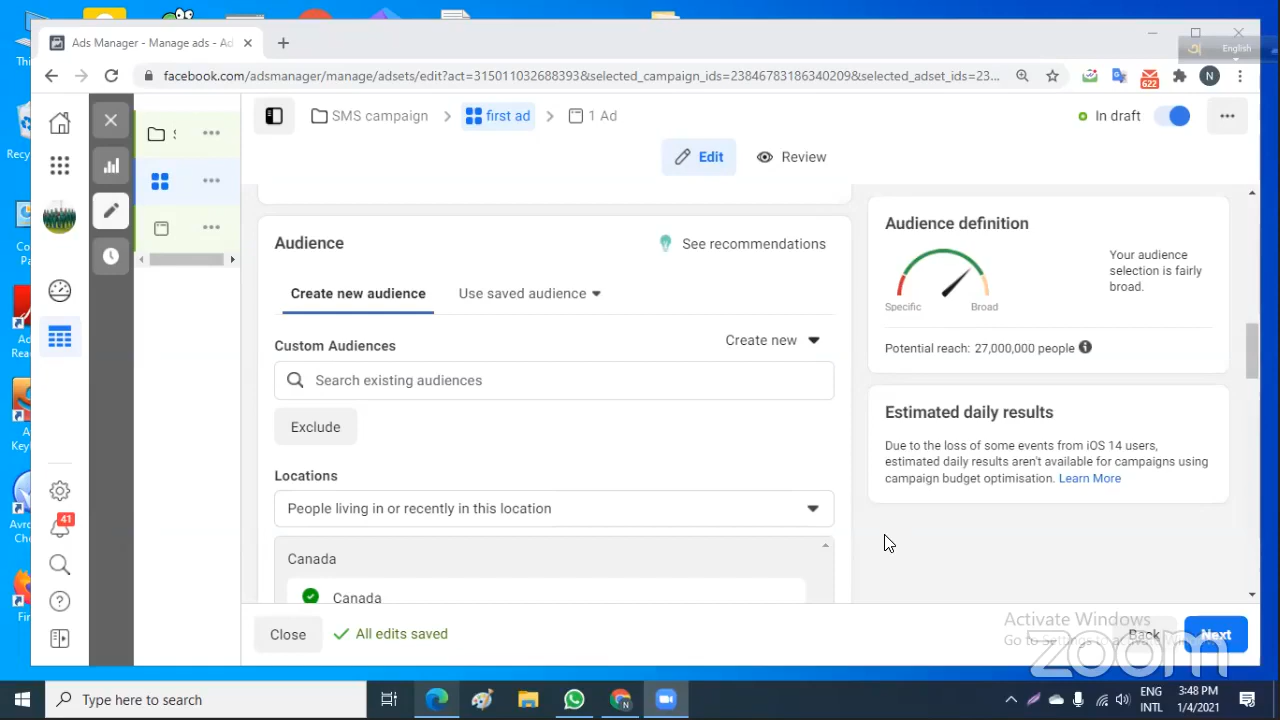 Ads Manager - Manage ads - Ad
English
facebook.com/adsmanager/manage/adsets/edit?act=315011032688393&selected_campaign_ids=23846783186340209&selected_adset_ids=23...
622
N
SMS campaign
first ad
1 Ad
In draft
Edit
Review
Audience
See recommendations
Create new audience
Use saved audience
Custom Audiences
Create new
Search existing audiences
Exclude
Locations
People living in or recently in this location
Canada
Canada
Audience definition
Specific
Broad
Your audience
selection is fairly
broad.
Potential reach: 27,000,000 people
Estimated daily results
Due to the loss of some events from iOS 14 users,
estimated daily results aren't available for campaigns using
campaign budget optimisation. Learn More
41
Close
All edits saved
Back
Next
Activate Windows
Go to Settings to
zoom
Type here to search
ENG
INTL
3:48 PM
1/4/2021